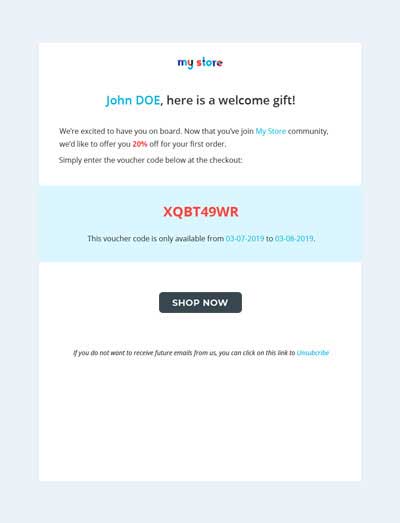 my store
John DOE, here is a welcome gift!
We're excited to have you on board. Now that you've join My Store community,
we'd like to offer you 20% off for your first order.
Simply enter the voucher code below at the checkout:
XQBT49WR
This voucher code is only available from 03-07-2019 to 03-08-2019.
SHOP NOW
If you do not want to receive future emails from us, you can click on this link to Unsubcribe